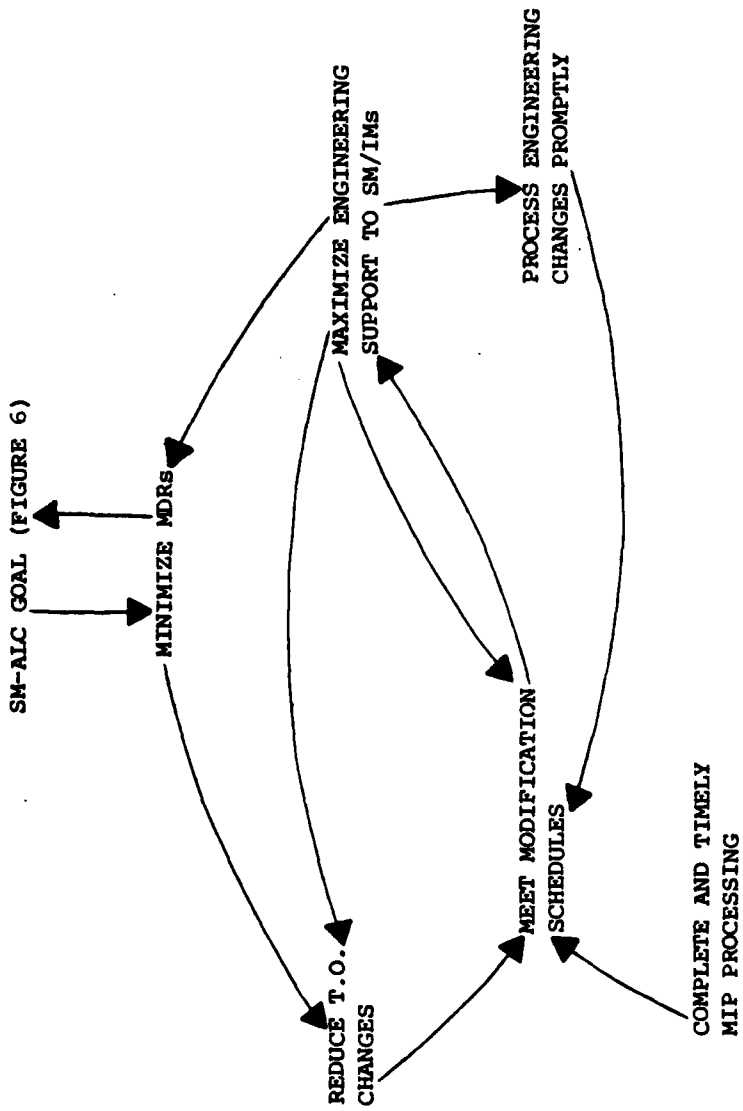 SM-ALC GOAL (FIGURE 6)
MINIMIZE MDRs
REDUCE T.O.
CHANGES
MAXIMIZE ENGINEERING
SUPPORT TO SM/IMs
MEET MODIFICATION
SCHEDULES
PROCESS ENGINEERING
CHANGES PROMPTLY
COMPLETE AND TIMELY
MIP PROCESSING